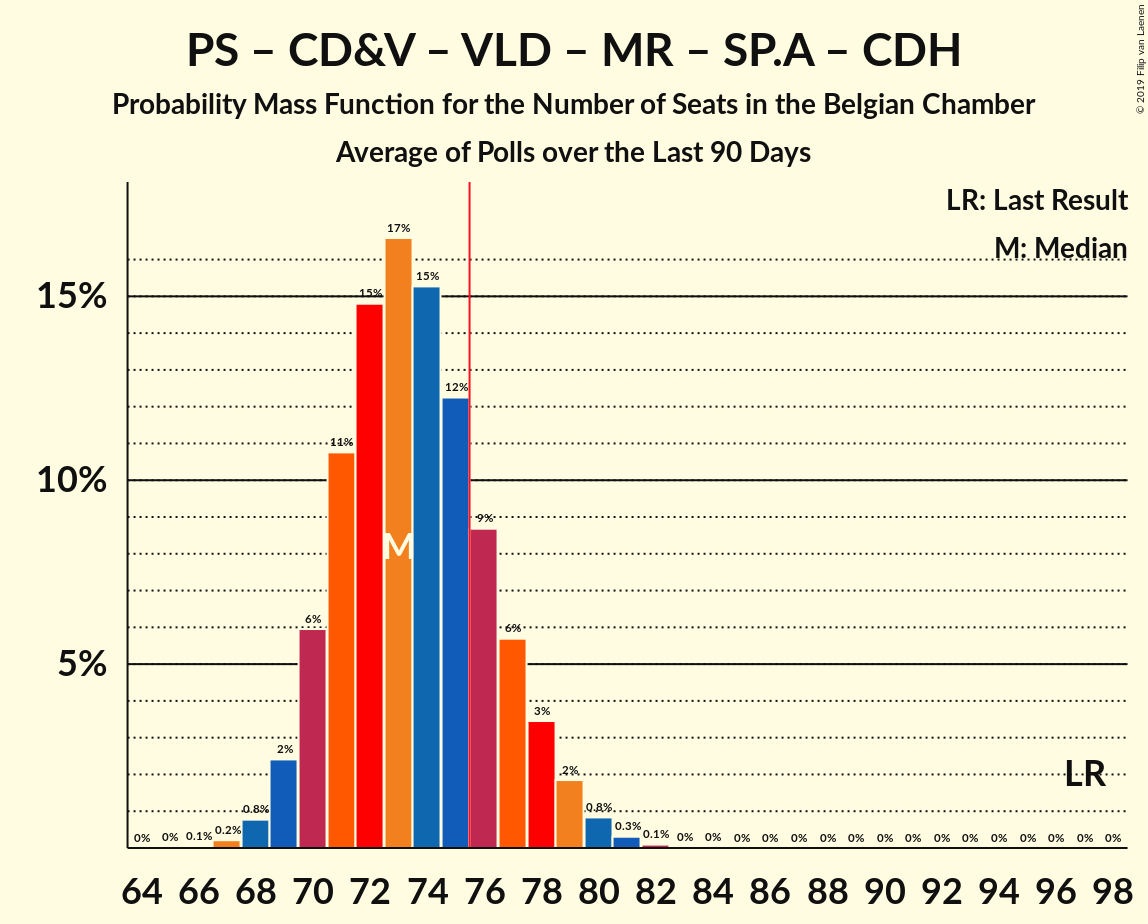 PS – CD&V – VLD – MR – SP.A – CDH
Probability Mass Function for the Number of Seats in the Belgian Chamber
Average of Polls over the Last 90 Days
© 2019 Filip van Laenen
LR: Last Result
M: Median
15%
10%
5%
0% 0% 0.1% 0.2% 0.8% 2% 6% 11% 15% 17% 15% 12% 9% 6% 3% 2% 0.8% 0.3% 0.1% 0% 0% 0% 0% 0% 0% 0% 0% 0% 0% 0% 0% 0% 0% 0% 0%
M
LR
64 66 68 70 72 74 76 78 80 82 84 86 88 90 92 94 96 98